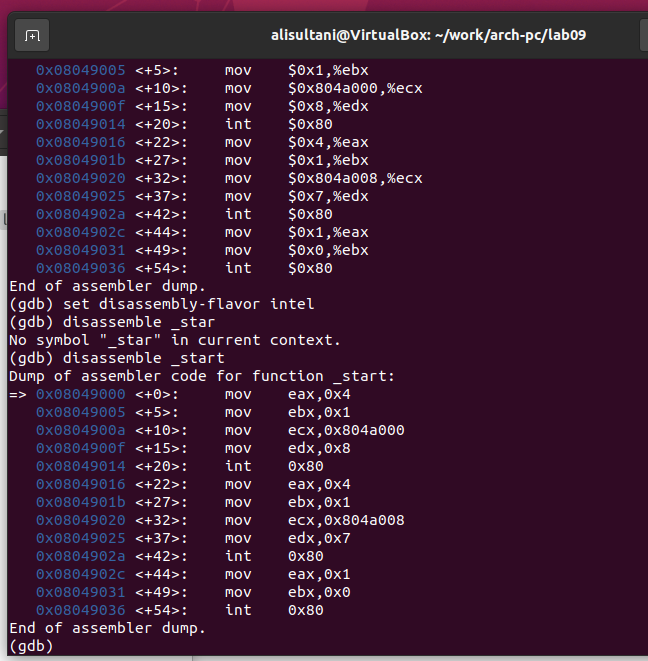 alisultani@VirtualBox: ~/work/arch-pc/lab09
0x08049005 <+5>: mov $0x1,%ebx
0x0804900a <+10>: mov $0x804a000,%ecx
0x0804900f <+15>: mov $0x8,%edx
0x08049014 <+20>: int $0x80
0x08049016 <+22>: mov $0x4,%eax
0x0804901b <+27>: mov $0x1,%ebx
0x08049020 <+32>: mov $0x804a008,%ecx
0x08049025 <+37>: mov $0x7,%edx
0x0804902a <+42>: int $0x80
0x0804902c <+44>: mov $0x1,%eax
0x08049031 <+49>: mov $0x0,%ebx
0x08049036 <+54>: int $0x80
End of assembler dump.
(gdb) set disassembly-flavor intel
(gdb) disassemble _star
No symbol "_star" in current context.
(gdb) disassemble _start
Dump of assembler code for function _start:
=> 0x08049000 <+0>: mov eax,0x4
0x08049005 <+5>: mov ebx,0x1
0x0804900a <+10>: mov ecx,0x804a000
0x0804900f <+15>: mov edx,0x8
0x08049014 <+20>: int 0x80
0x08049016 <+22>: mov eax,0x4
0x0804901b <+27>: mov ebx,0x1
0x08049020 <+32>: mov ecx,0x804a008
0x08049025 <+37>: mov edx,0x7
0x0804902a <+42>: int 0x80
0x0804902c <+44>: mov eax,0x1
0x08049031 <+49>: mov ebx,0x0
0x08049036 <+54>: int 0x80
End of assembler dump.
(gdb)